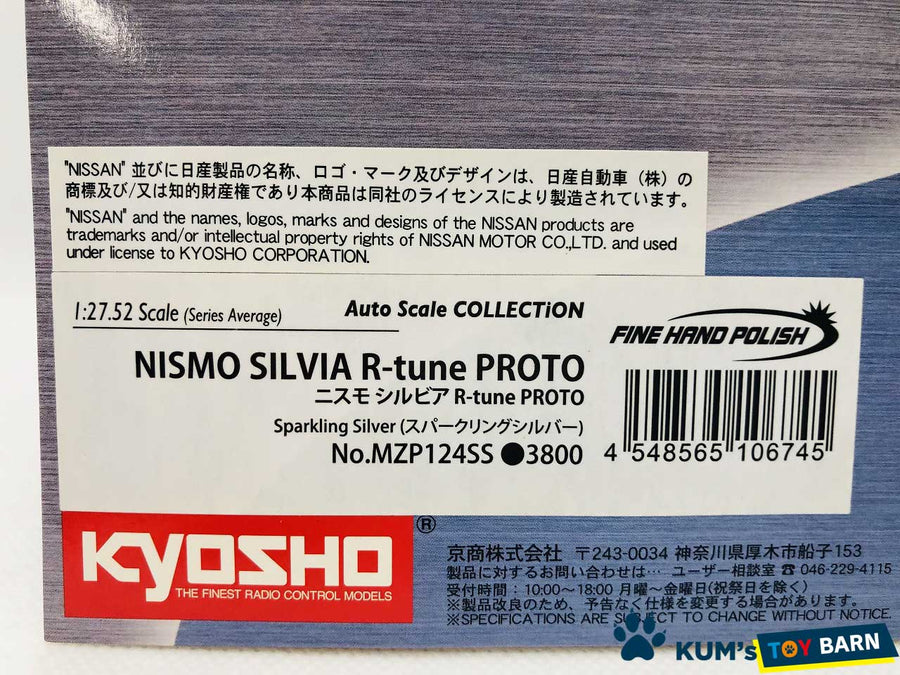 "NISSAN" 並びに日産製品の名称、ロゴ・マーク及びデザインは、日産自動車（株）の
商標及び/又は知的財産権であり本商品は同社のライセンスにより製造されています。
"NISSAN" and the names, logos, marks and designs of the NISSAN products are
trademarks and/or intellectual property rights of NISSAN MOTOR CO.,LTD. and used
under license to KYOSHO CORPORATION.
1:27.52 Scale (Series Average)
Auto Scale COLLECTiON
FINE HAND POLISH
NISMO SILVIA R-tune PROTO
ニスモ シルビア R-tune PROTO
Sparkling Silver (スパークリングシルバー)
No.MZP124SS ●3800
4 548565 106745
KYOSHO ®
THE FINEST RADIO CONTROL MODELS
京商株式会社 〒243-0034 神奈川県厚木市船子153
製品に対するお問い合わせは… ユーザー相談室 ☎ 046-229-4115
受付時間：10:00～18:00 月曜～金曜日(祝祭日を除く)
※製品改良のため、予告なく仕様を変更する場合があります。
※SPECIFICATIONS ARE SUBJECT TO CHANGE WITHOUT NOTICE.
KUM's TOY BARN